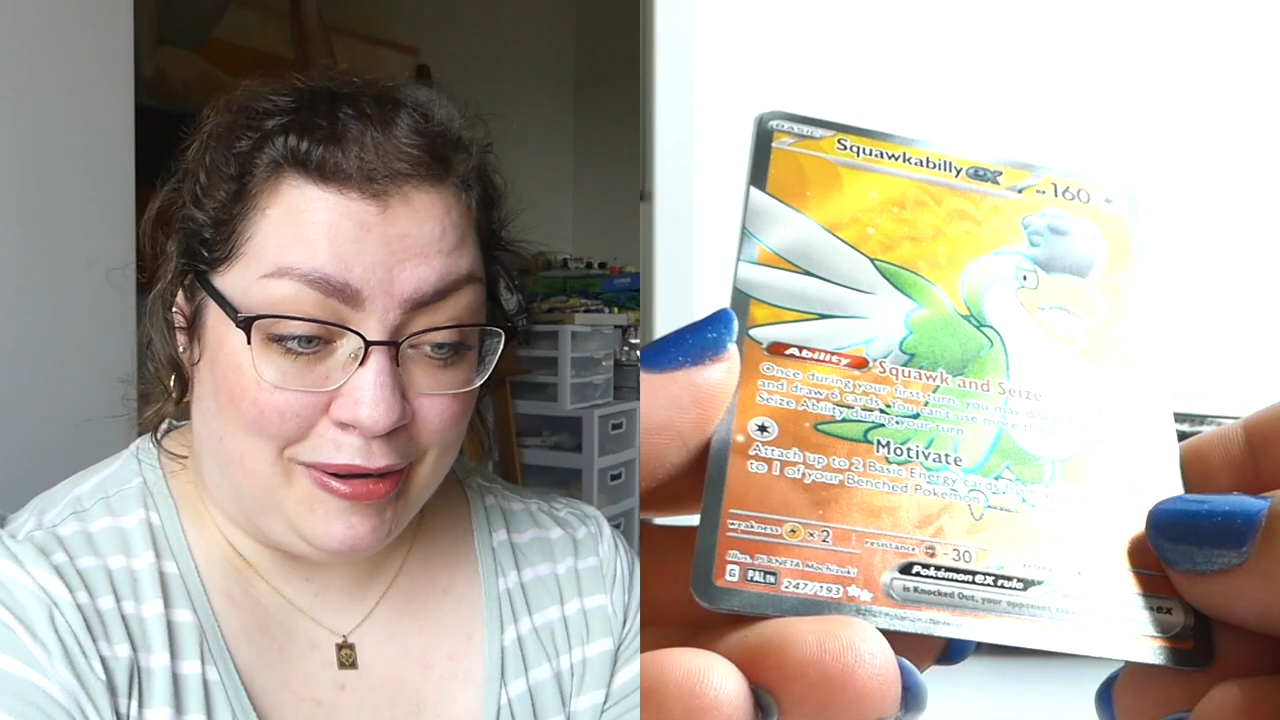 BASIC
Squawkabilly ex
HP 160
Ability Squawk and Seize
Once during your first turn, you may
and draw 6 cards. You can't use more
Seize Ability during your turn.
Motivate
Attach up to 2 Basic Energy cards from
to 1 of your Benched Pokémon.
weakness ×2 resistance -30
Illus. PLANETA Mochizuki
G PAL EN 247/193
Pokémon ex rule
is Knocked Out, your opponent
ex